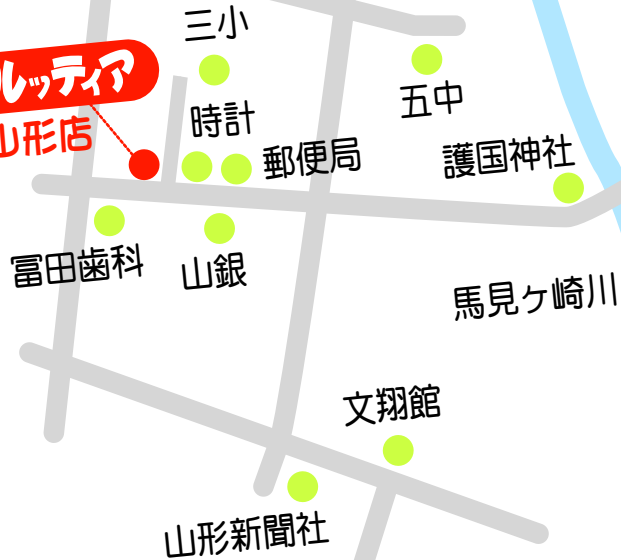 三小
ルッティア
山形店
五中
時計
郵便局
護国神社
冨田歯科
山銀
馬見ヶ崎川
文翔館
山形新聞社